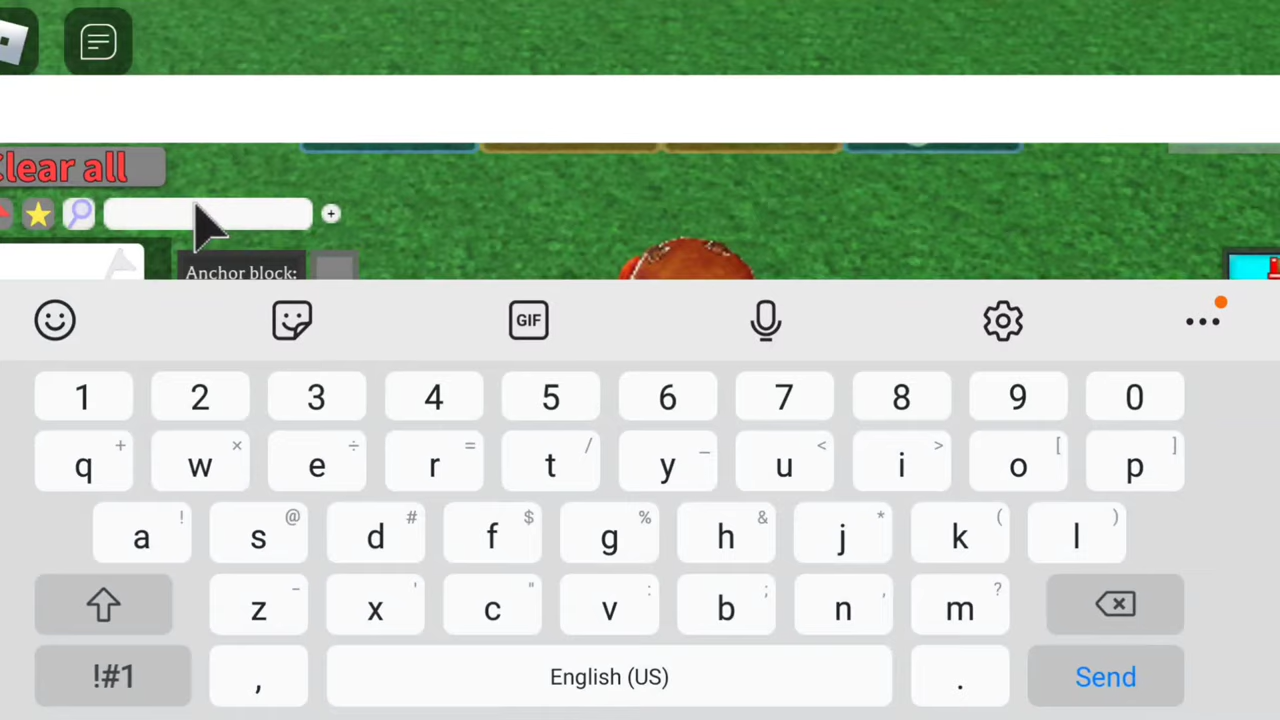 Clear all
+
Anchor block:
GIF
1 2 3 4 5 6 7 8 9 0
q + w × e ÷ r = t / y _ u < i > o [ p ]
a ! s @ d # f $ g % h & j * k ( l )
z - x ' c " v : b ; n , m ?
!#1 , English (US) . Send